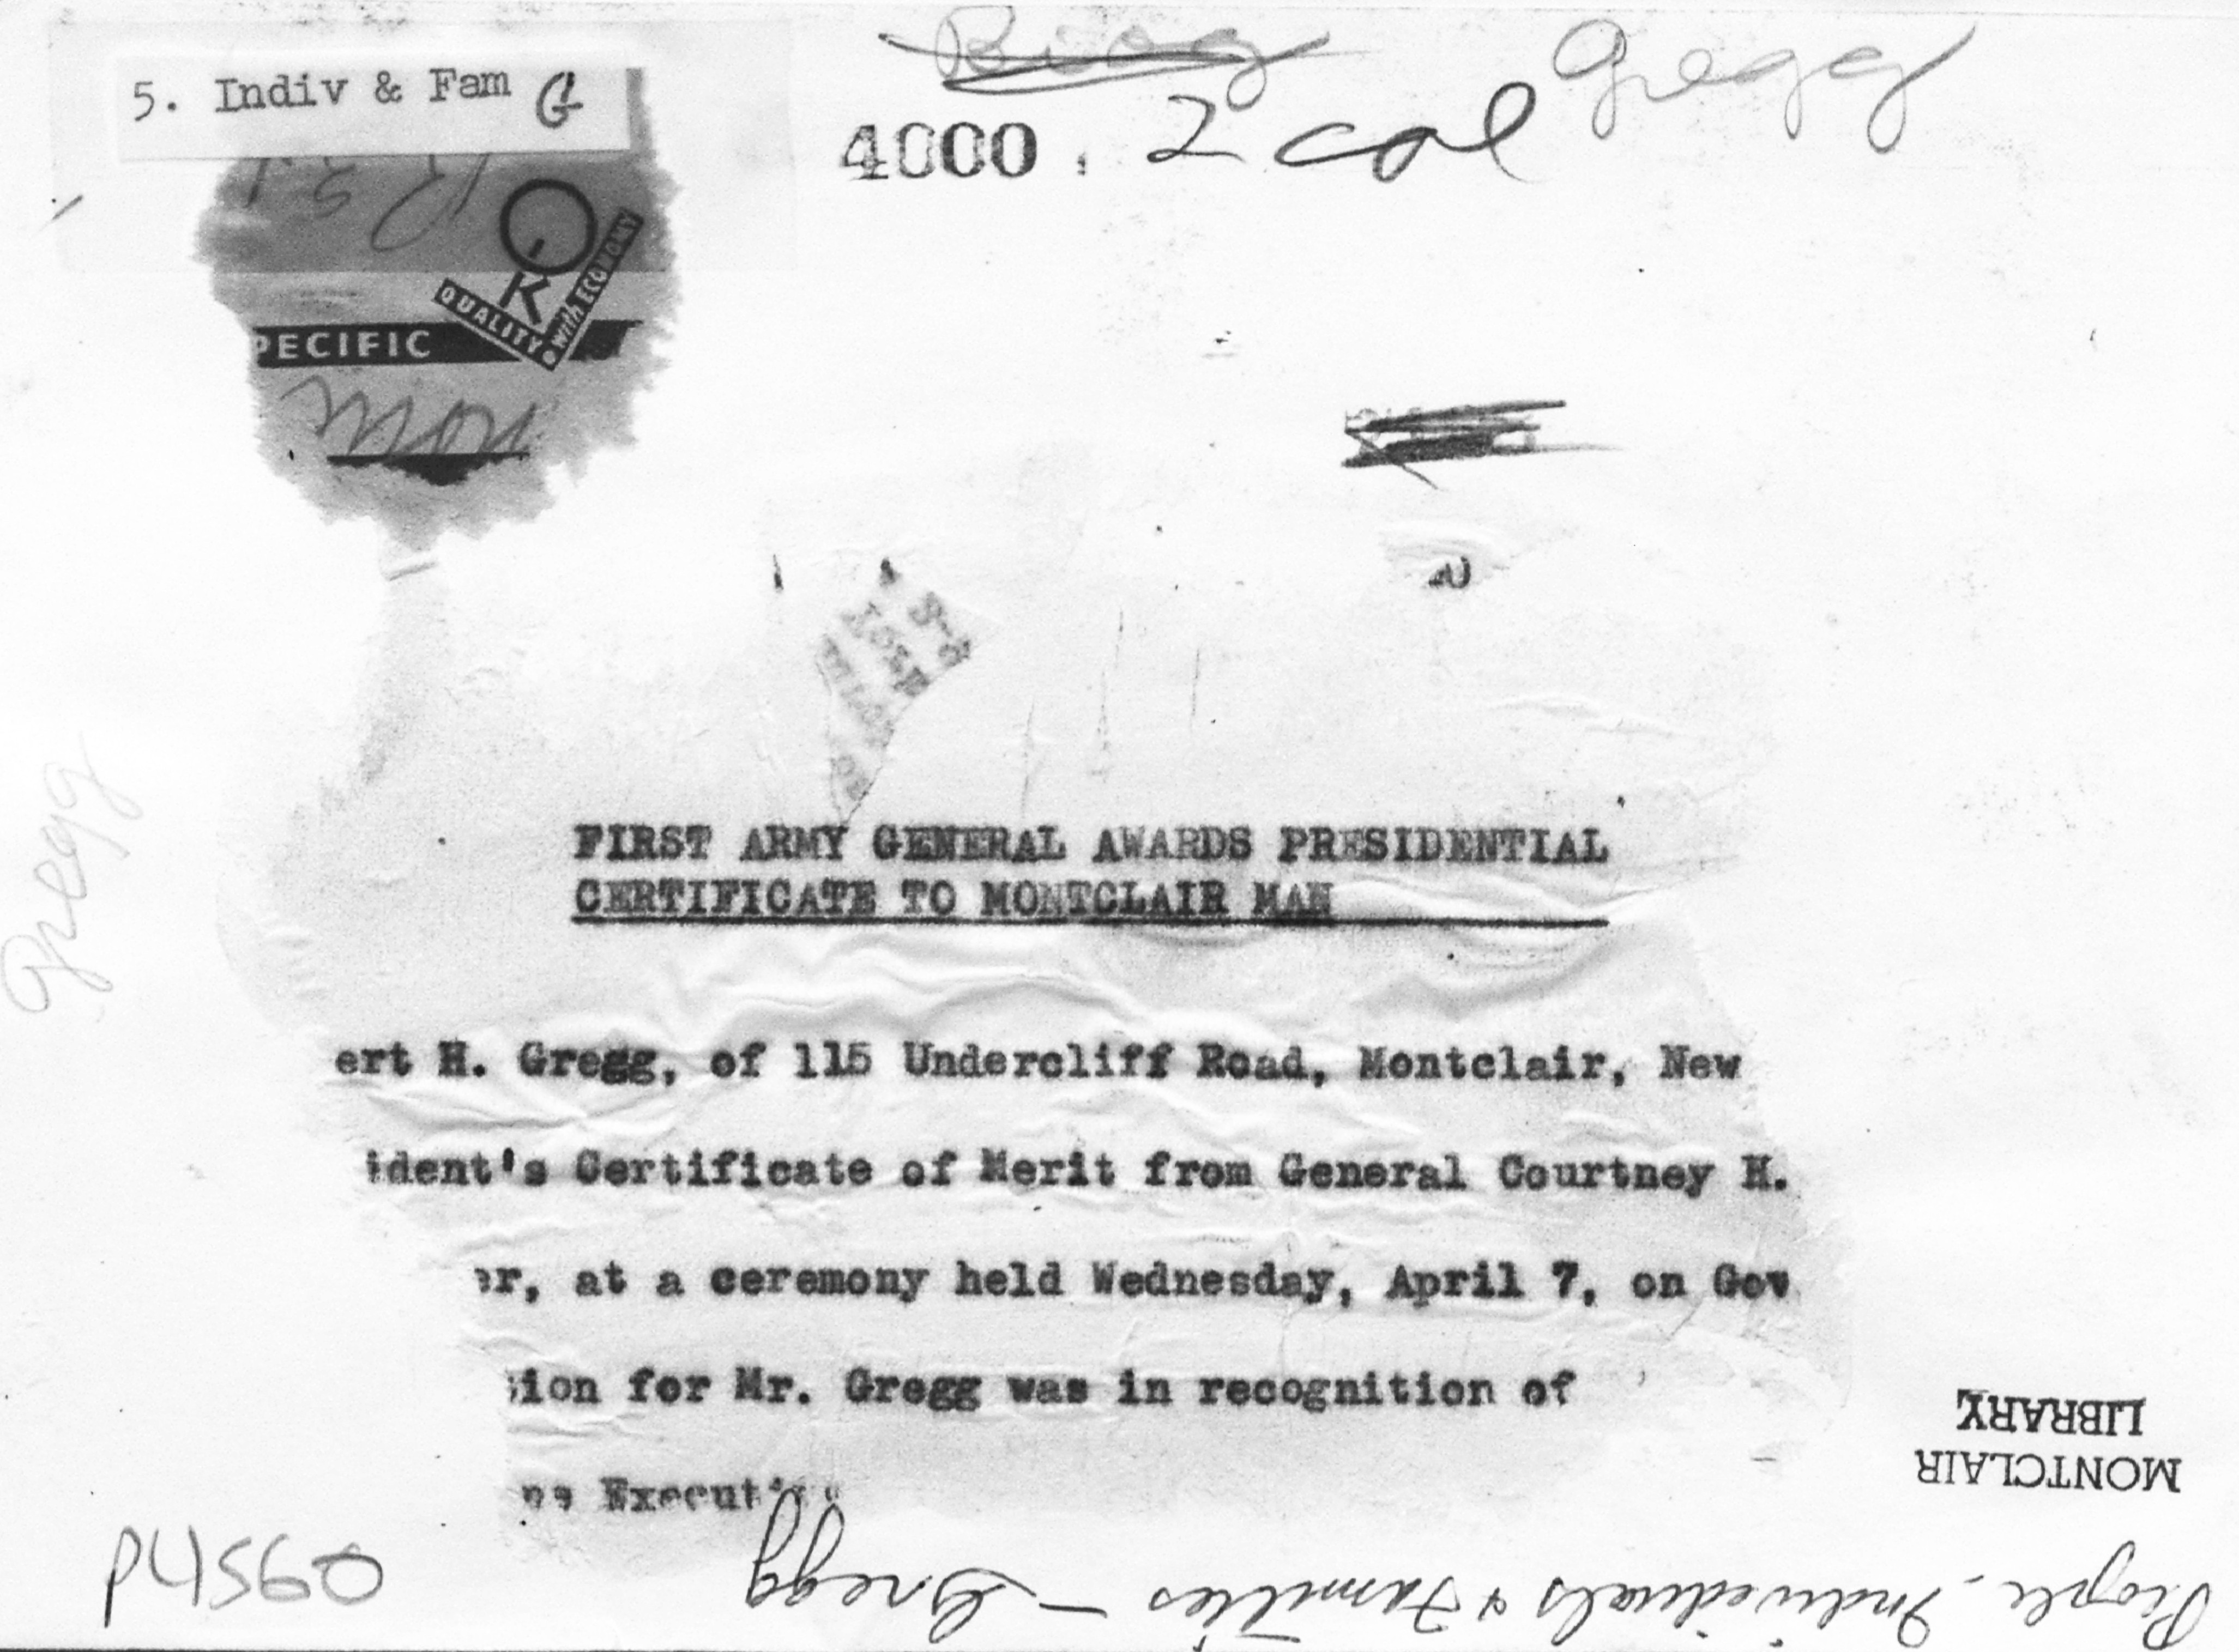 5. Indiv & Fam G
Biog
Gregg
4000. 2 col
OK
QUALITY with ECONOMY
PECIFIC
Gregg
FIRST ARMY GENERAL AWARDS PRESIDENTIAL
CERTIFICATE TO MONTCLAIR MAN
ert H. Gregg, of 115 Undercliff Road, Montclair, New
ident's Certificate of Merit from General Courtney H.
er, at a ceremony held Wednesday, April 7, on Gov
ion for Mr. Gregg was in recognition of
MONTCLAIR
LIBRARY
P4560
People - Individuals & Families - Gregg